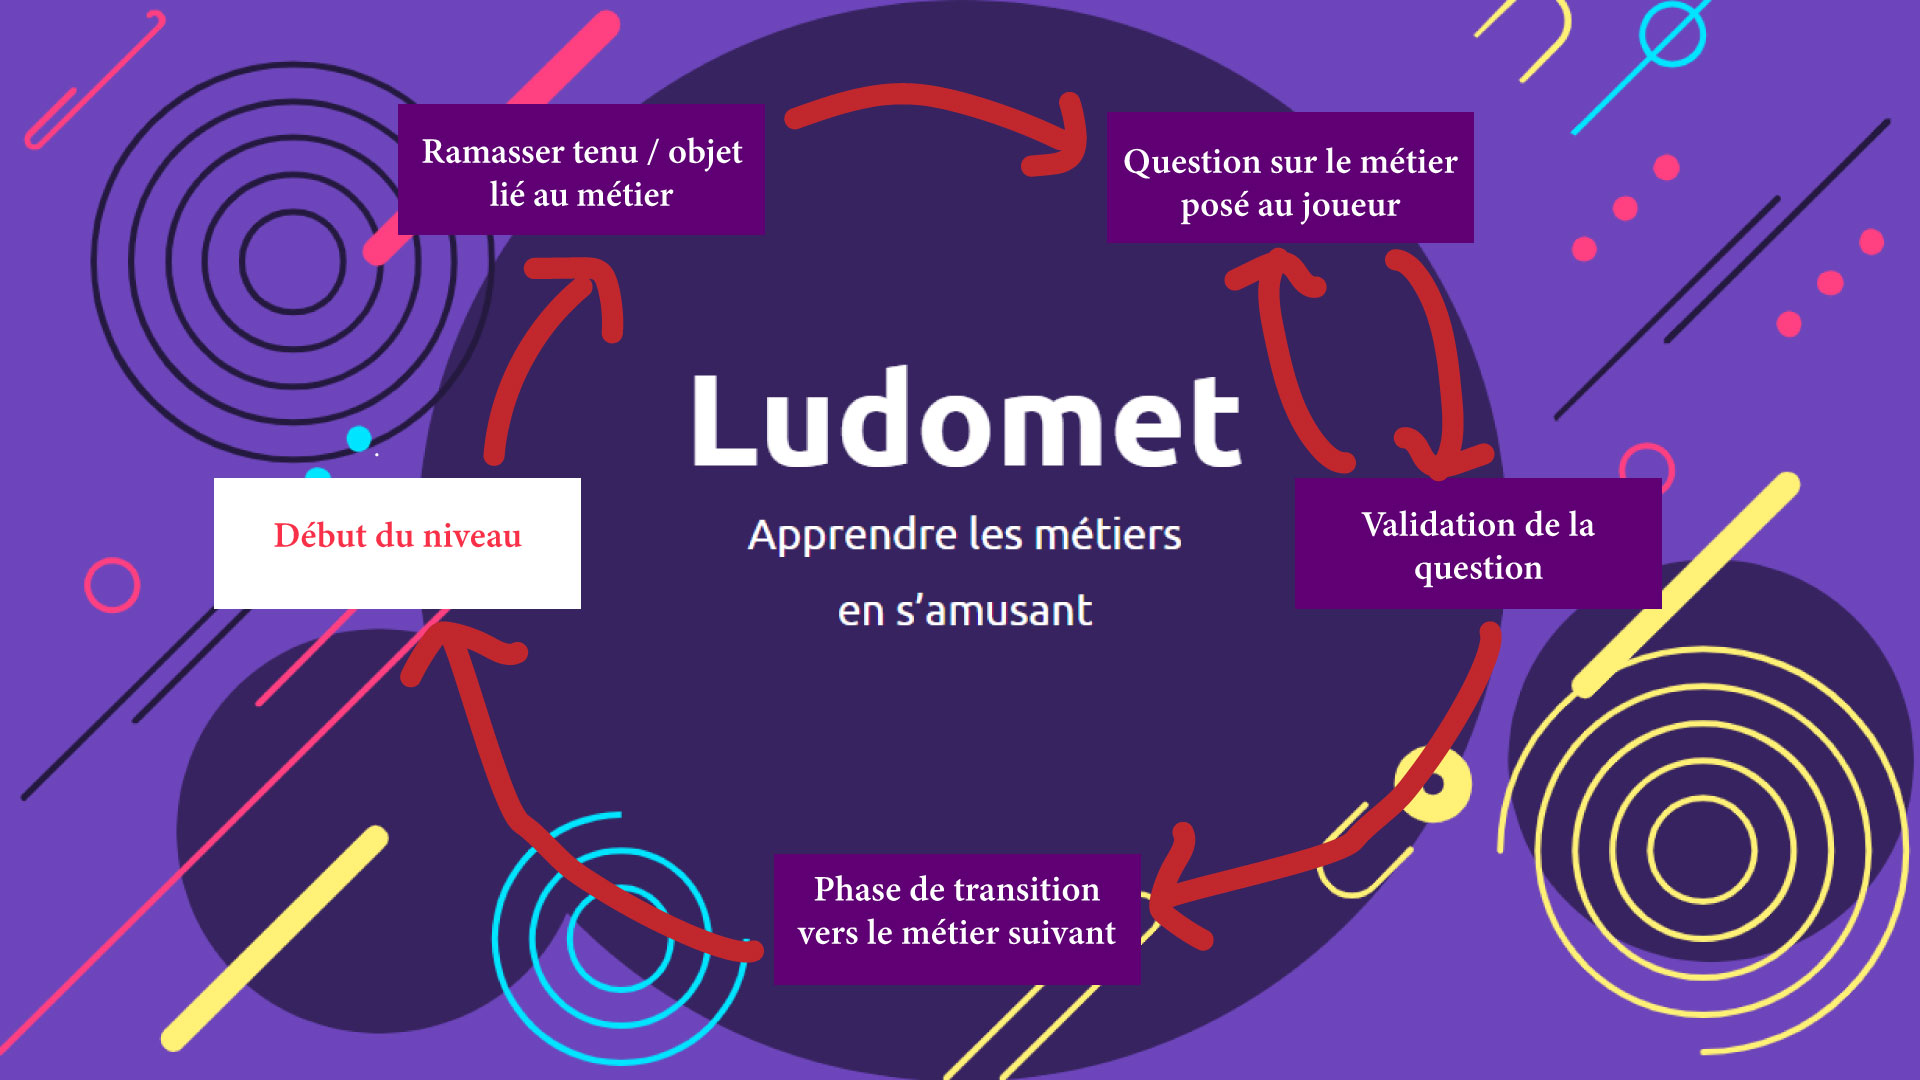 Ramasser tenu / objet
lié au métier
Question sur le métier
posé au joueur
Ludomet
Apprendre les métiers
en s’amusant
Début du niveau
Validation de la
question
Phase de transition
vers le métier suivant